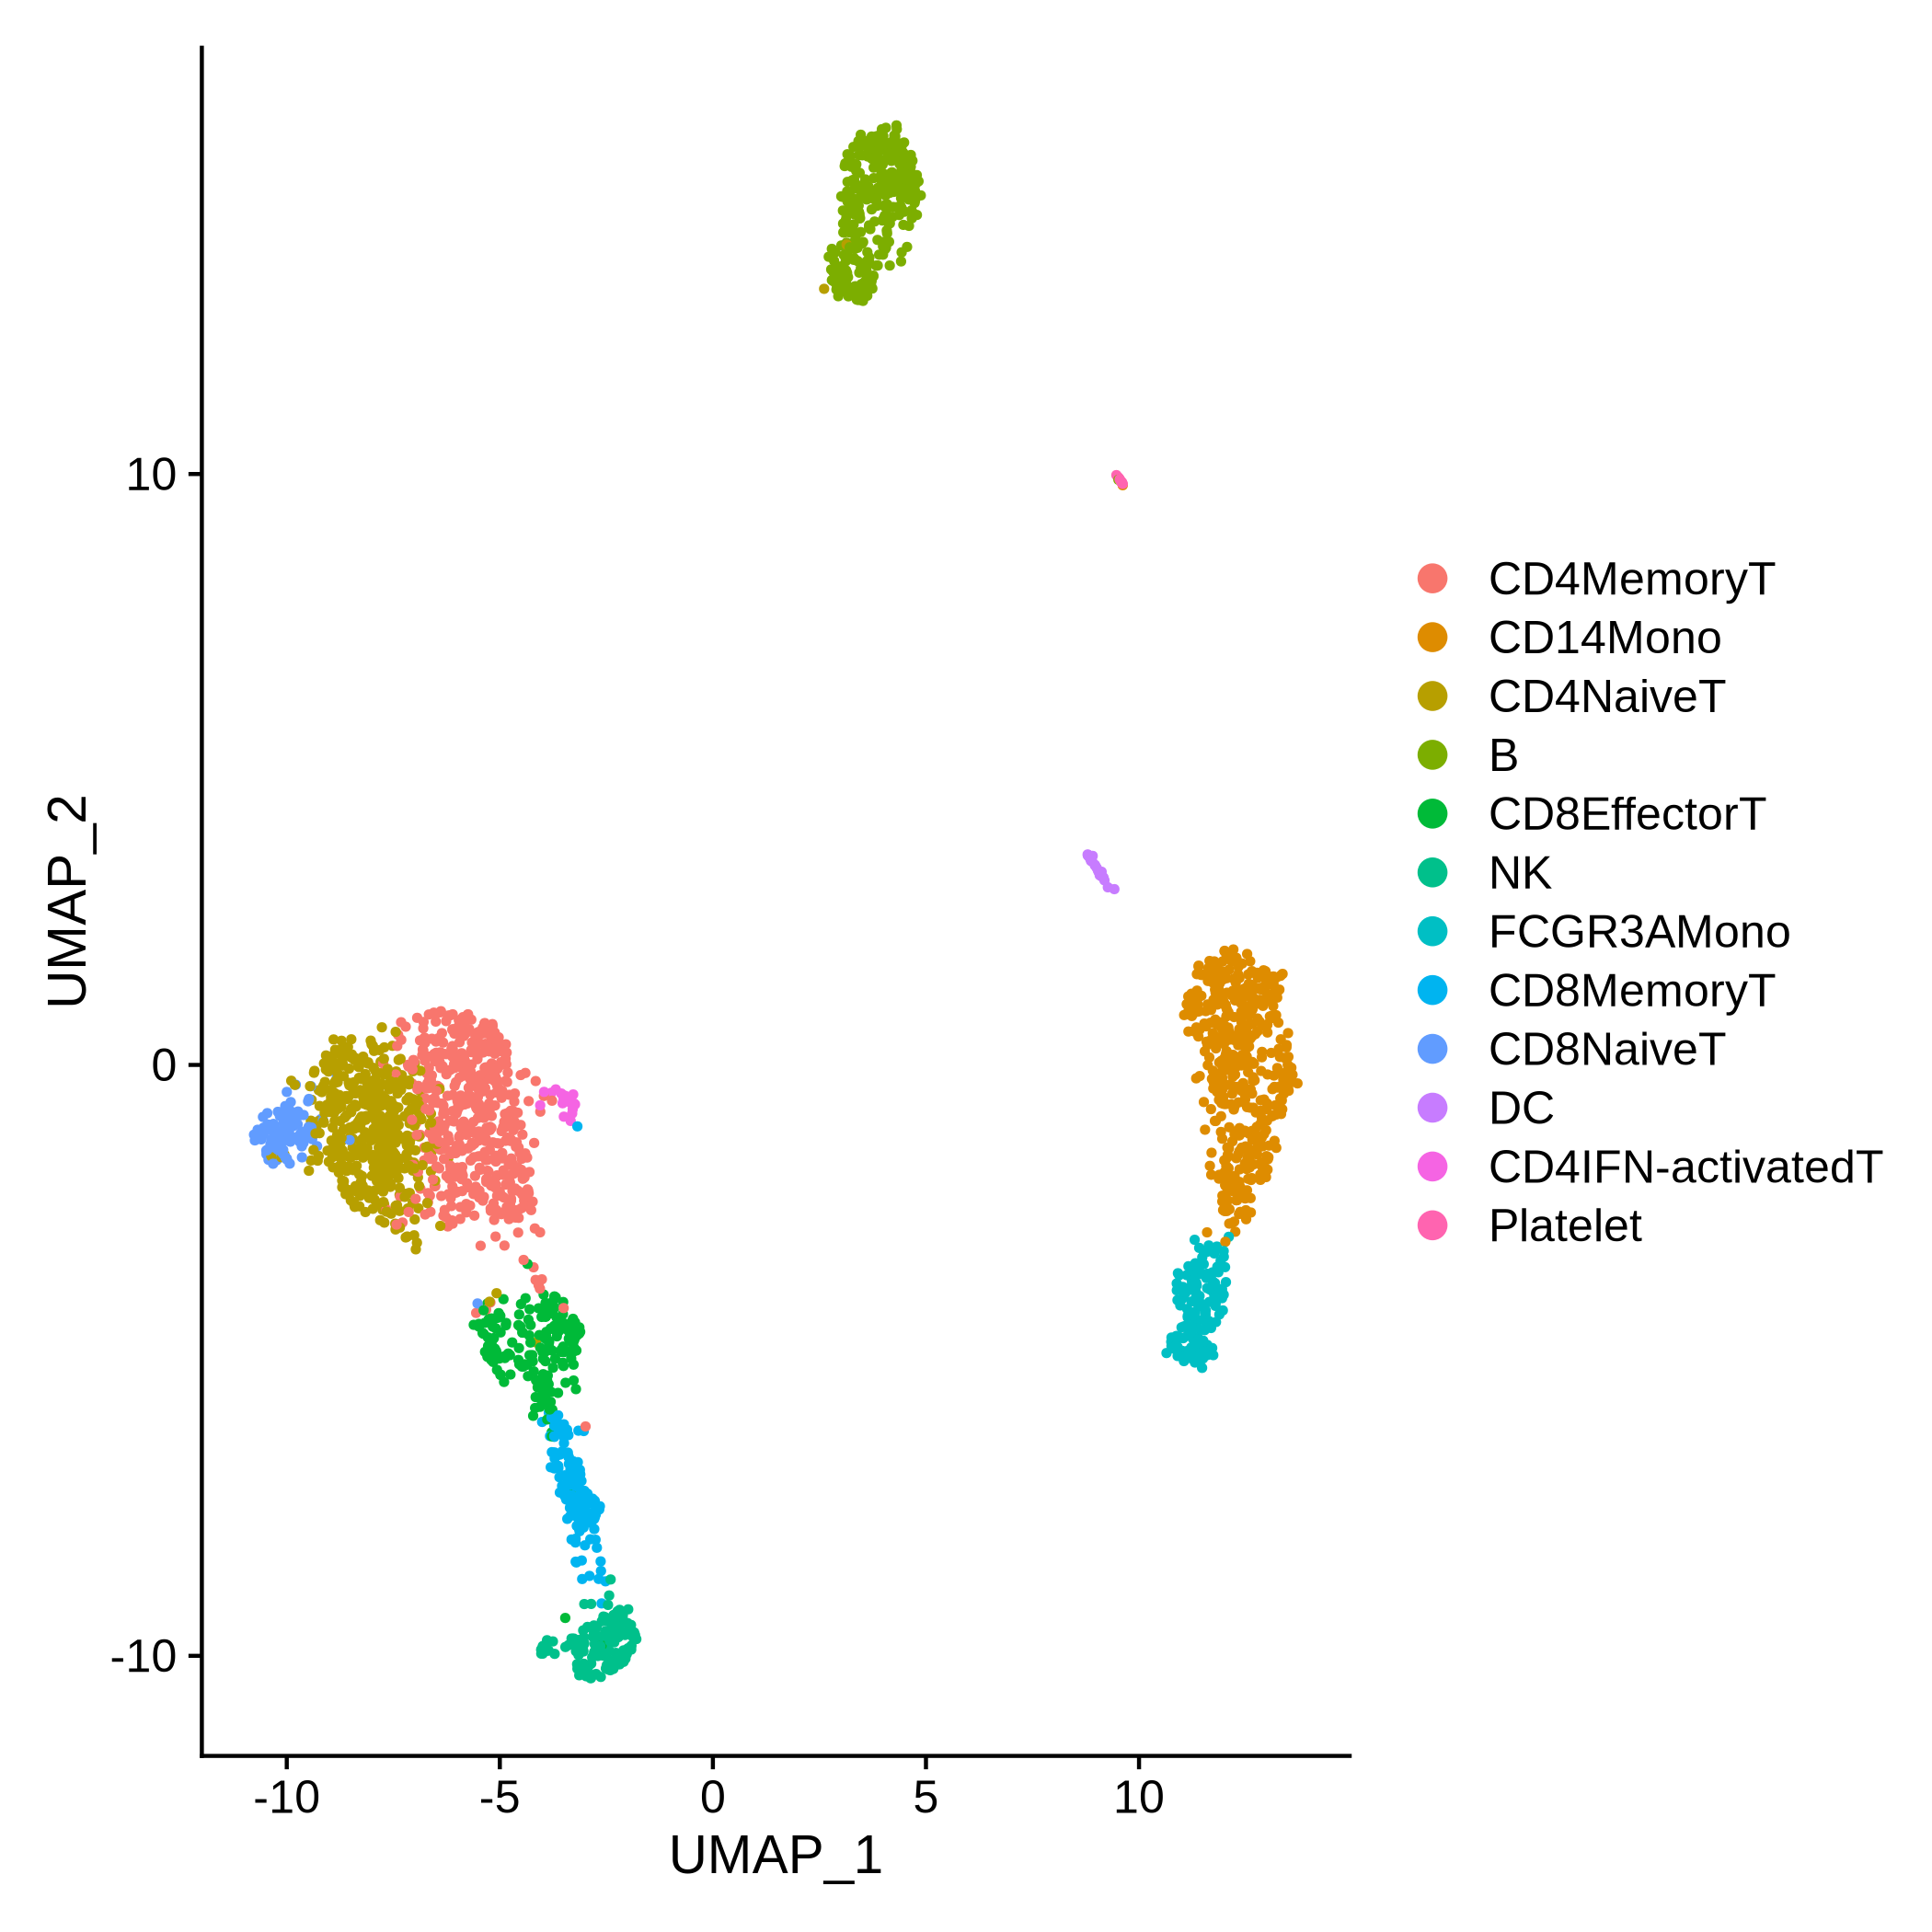 UMAP_2
10
0
-10
-10
-5
0
5
10
UMAP_1
CD4MemoryT
CD14Mono
CD4NaiveT
B
CD8EffectorT
NK
FCGR3AMono
CD8MemoryT
CD8NaiveT
DC
CD4IFN-activatedT
Platelet